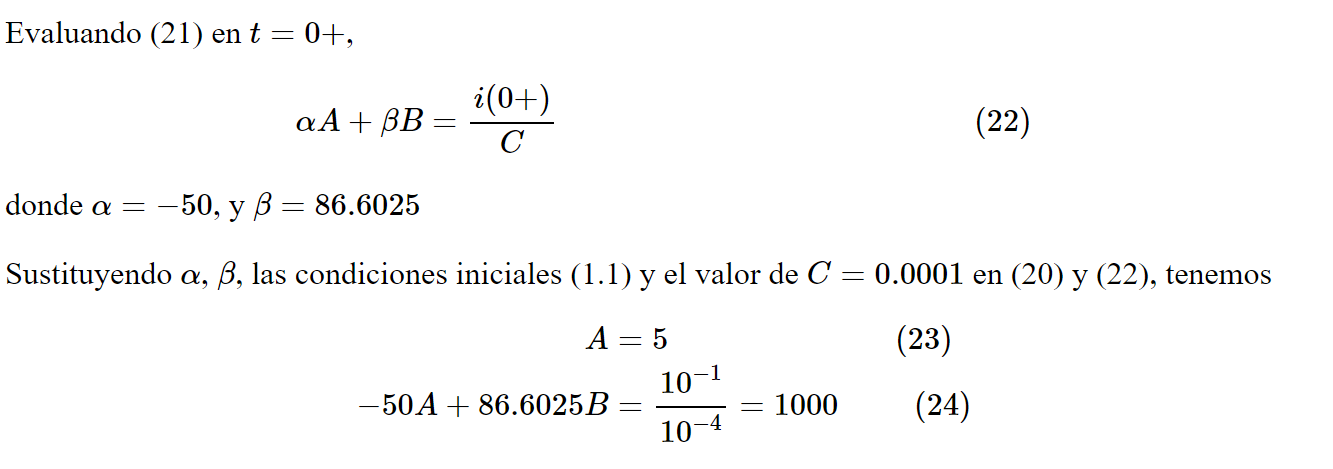 Evaluando (21) en t = 0+,
αA + βB = i(0+)/C (22)
donde α = −50, y β = 86.6025
Sustituyendo α, β, las condiciones iniciales (1.1) y el valor de C = 0.0001 en (20) y (22), tenemos
A = 5 (23)
−50A + 86.6025B = 10⁻¹/10⁻⁴ = 1000 (24)